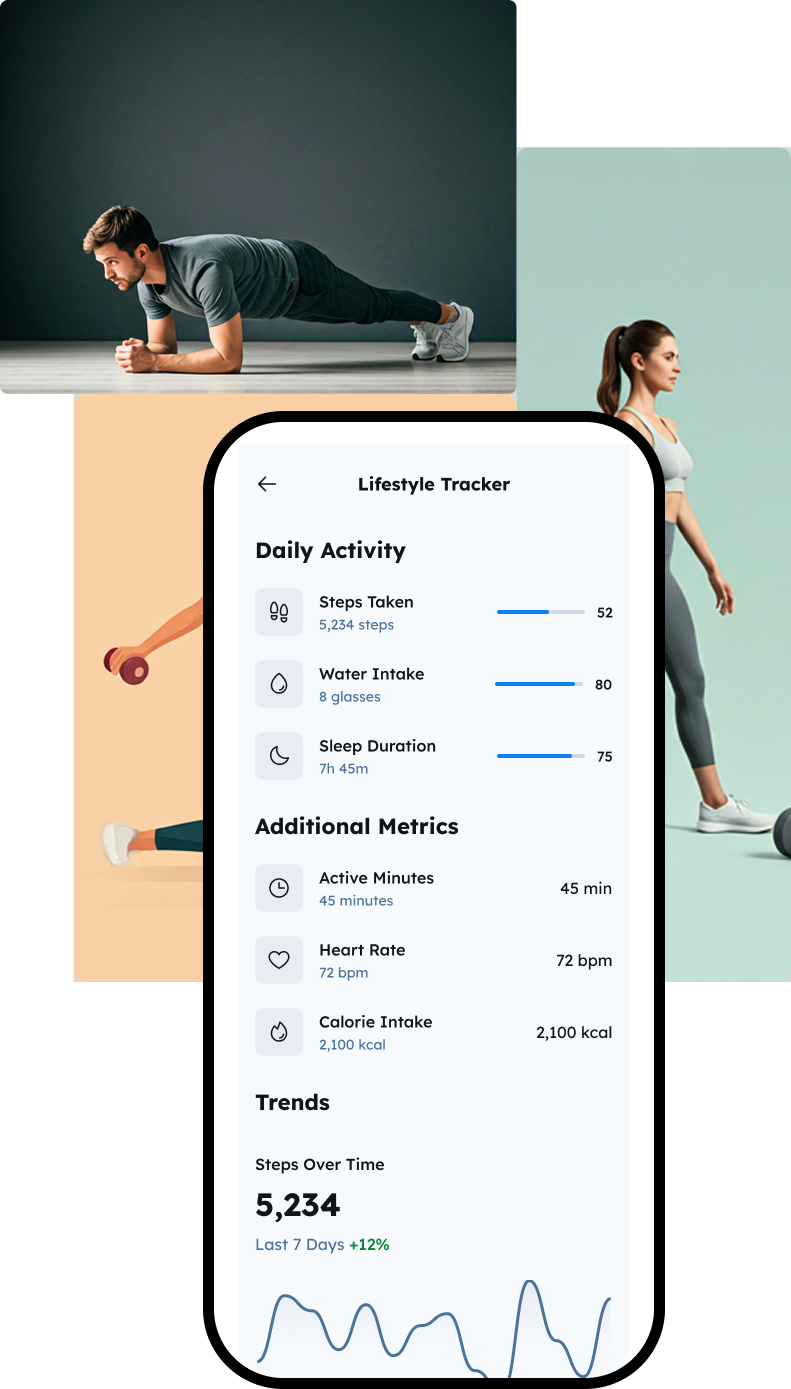 Lifestyle Tracker
Daily Activity
Steps Taken
5,234 steps
52
Water Intake
8 glasses
80
Sleep Duration
7h 45m
75
Additional Metrics
Active Minutes
45 minutes
45 min
Heart Rate
72 bpm
72 bpm
Calorie Intake
2,100 kcal
2,100 kcal
Trends
Steps Over Time
5,234
Last 7 Days +12%